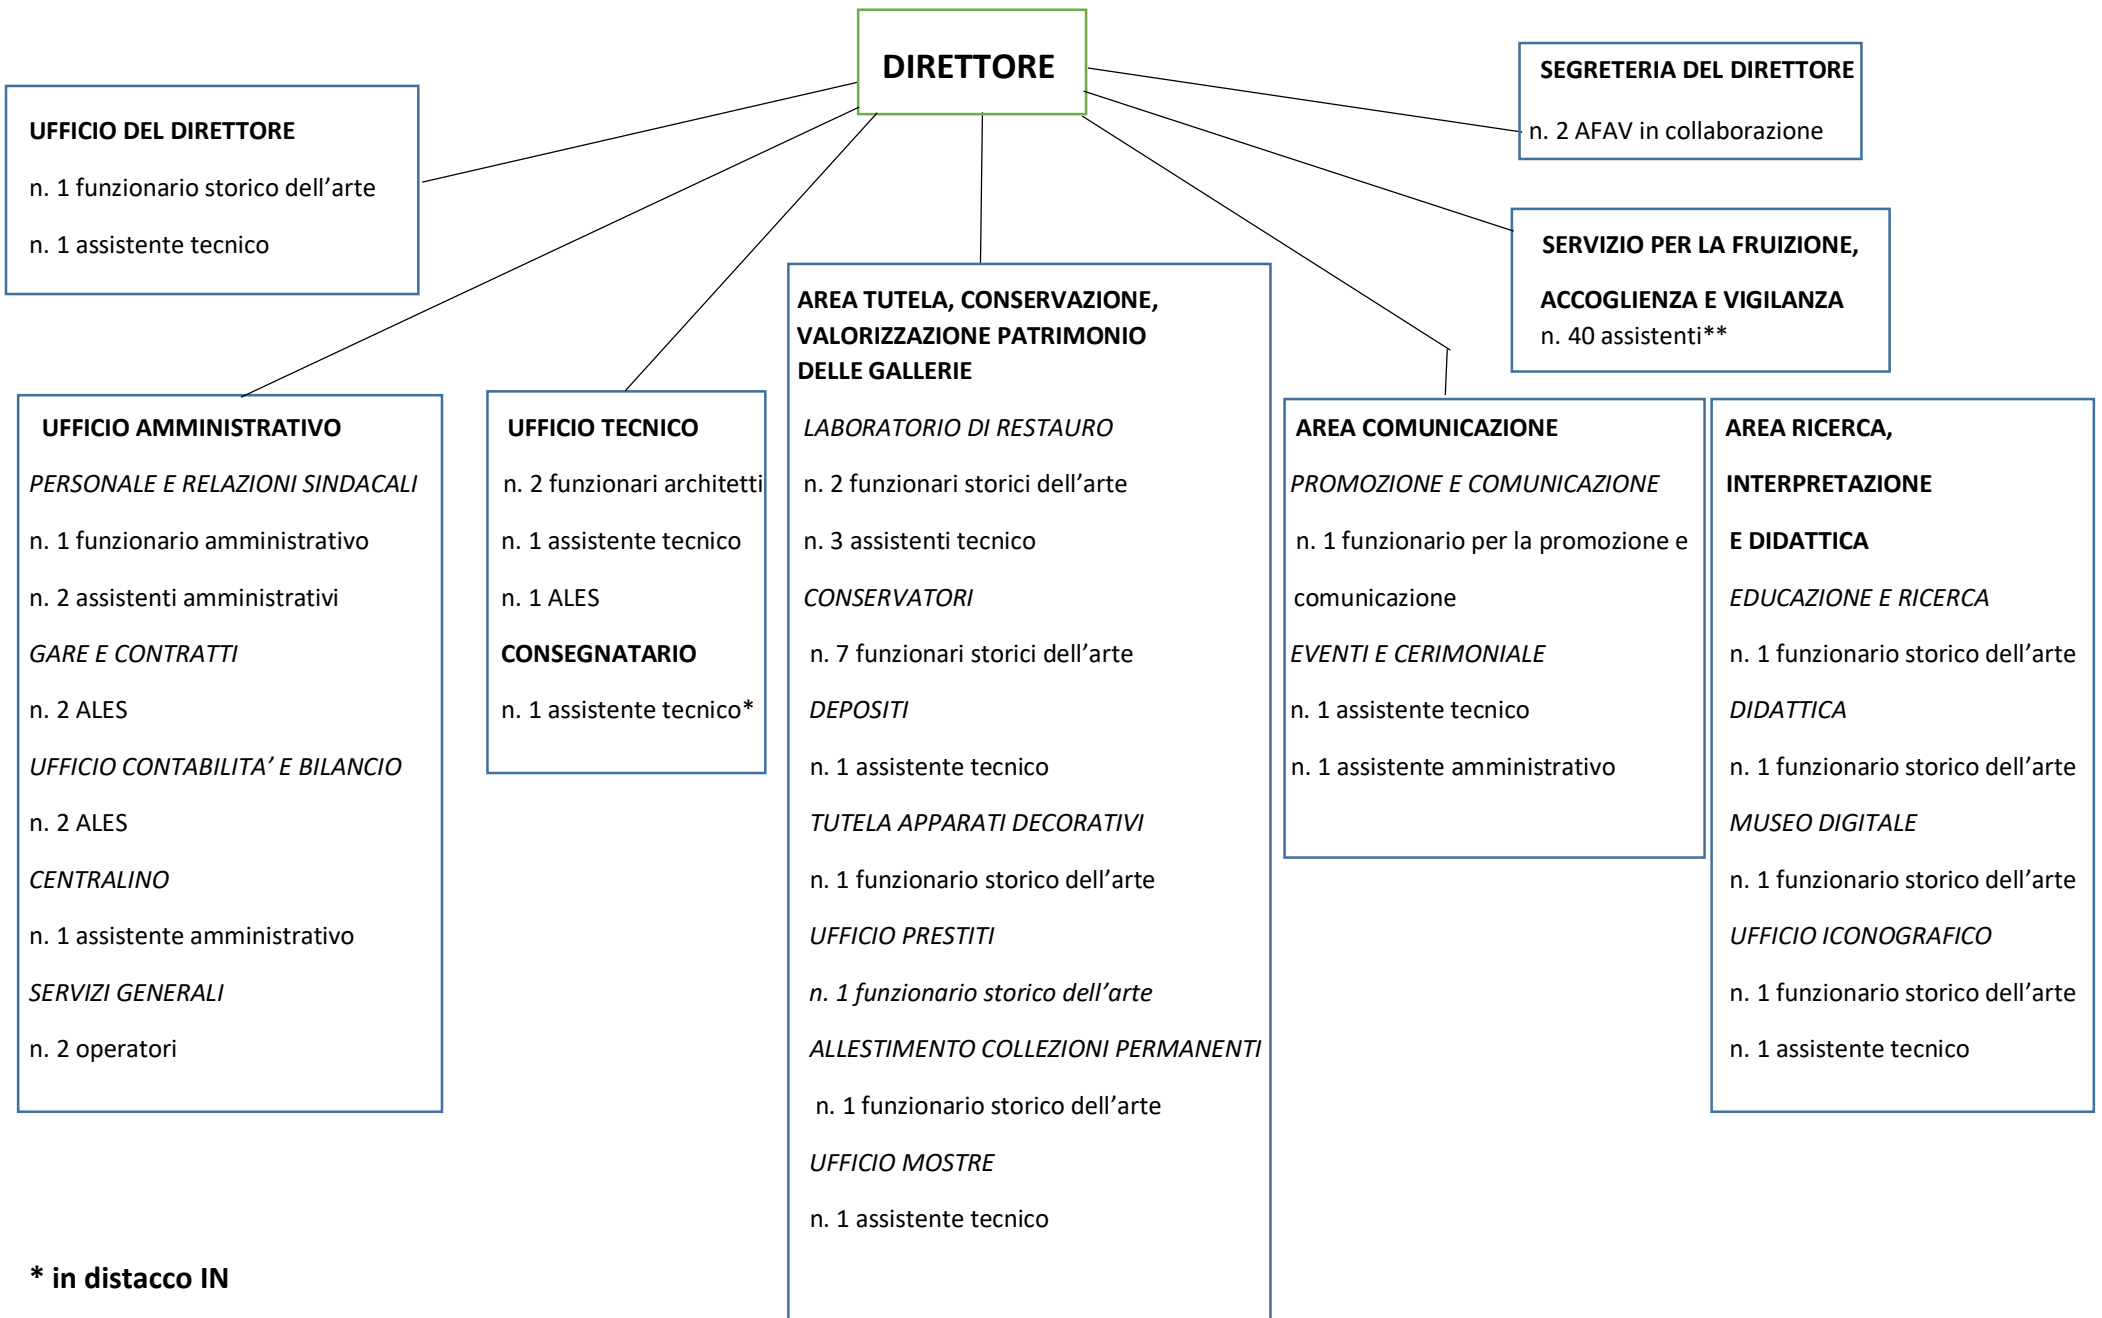 DIRETTORE
SEGRETERIA DEL DIRETTORE
n. 2 AFAV in collaborazione
UFFICIO DEL DIRETTORE
n. 1 funzionario storico dell’arte
n. 1 assistente tecnico
SERVIZIO PER LA FRUIZIONE,
ACCOGLIENZA E VIGILANZA
n. 40 assistenti**
UFFICIO AMMINISTRATIVO
PERSONALE E RELAZIONI SINDACALI
n. 1 funzionario amministrativo
n. 2 assistenti amministrativi
GARE E CONTRATTI
n. 2 ALES
UFFICIO CONTABILITA’ E BILANCIO
n. 2 ALES
CENTRALINO
n. 1 assistente amministrativo
SERVIZI GENERALI
n. 2 operatori
UFFICIO TECNICO
n. 2 funzionari architetti
n. 1 assistente tecnico
n. 1 ALES
CONSEGNATARIO
n. 1 assistente tecnico*
AREA TUTELA, CONSERVAZIONE,
VALORIZZAZIONE PATRIMONIO
DELLE GALLERIE
LABORATORIO DI RESTAURO
n. 2 funzionari storici dell’arte
n. 3 assistenti tecnico
CONSERVATORI
n. 7 funzionari storici dell’arte
DEPOSITI
n. 1 assistente tecnico
TUTELA APPARATI DECORATIVI
n. 1 funzionario storico dell’arte
UFFICIO PRESTITI
n. 1 funzionario storico dell’arte
ALLESTIMENTO COLLEZIONI PERMANENTI
n. 1 funzionario storico dell’arte
UFFICIO MOSTRE
n. 1 assistente tecnico
AREA COMUNICAZIONE
PROMOZIONE E COMUNICAZIONE
n. 1 funzionario per la promozione e
comunicazione
EVENTI E CERIMONIALE
n. 1 assistente tecnico
n. 1 assistente amministrativo
AREA RICERCA,
INTERPRETAZIONE
E DIDATTICA
EDUCAZIONE E RICERCA
n. 1 funzionario storico dell’arte
DIDATTICA
n. 1 funzionario storico dell’arte
MUSEO DIGITALE
n. 1 funzionario storico dell’arte
UFFICIO ICONOGRAFICO
n. 1 funzionario storico dell’arte
n. 1 assistente tecnico
* in distacco IN